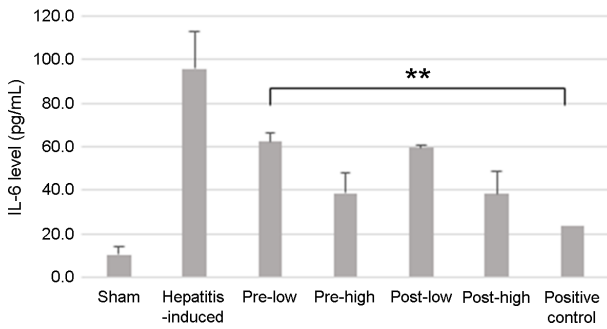 120.0
100.0
80.0
60.0
40.0
20.0
0.0
IL-6 level (pg/mL)
**
Sham
Hepatitis
-induced
Pre-low
Pre-high
Post-low
Post-high
Positive
control